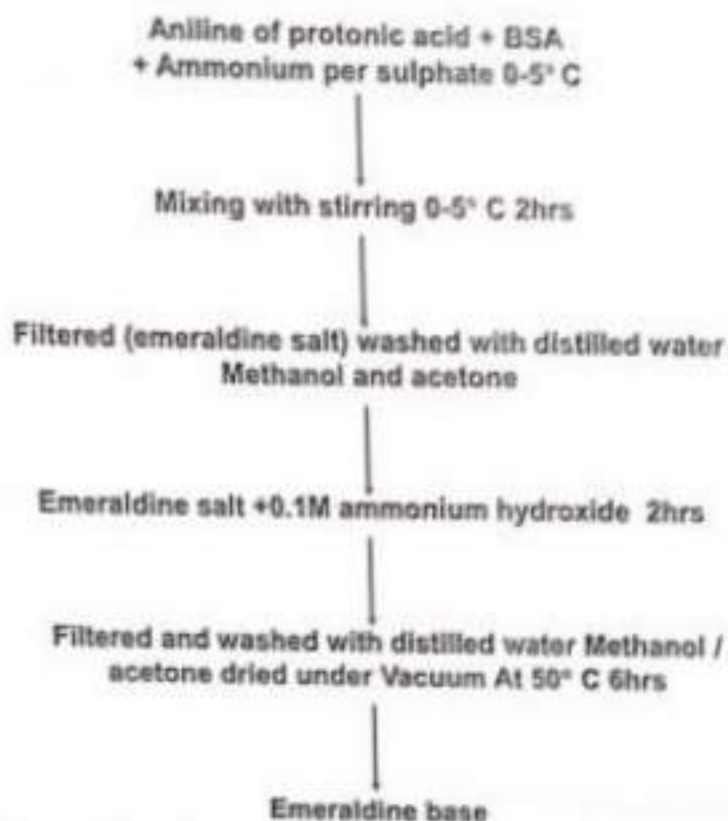 Aniline of protonic acid + BSA
+ Ammonium per sulphate 0-5° C
Mixing with stirring 0-5° C 2hrs
Filtered (emeraldine salt) washed with distilled water
Methanol and acetone
Emeraldine salt +0.1M ammonium hydroxide 2hrs
Filtered and washed with distilled water Methanol /
acetone dried under Vacuum At 50° C 6hrs
Emeraldine base